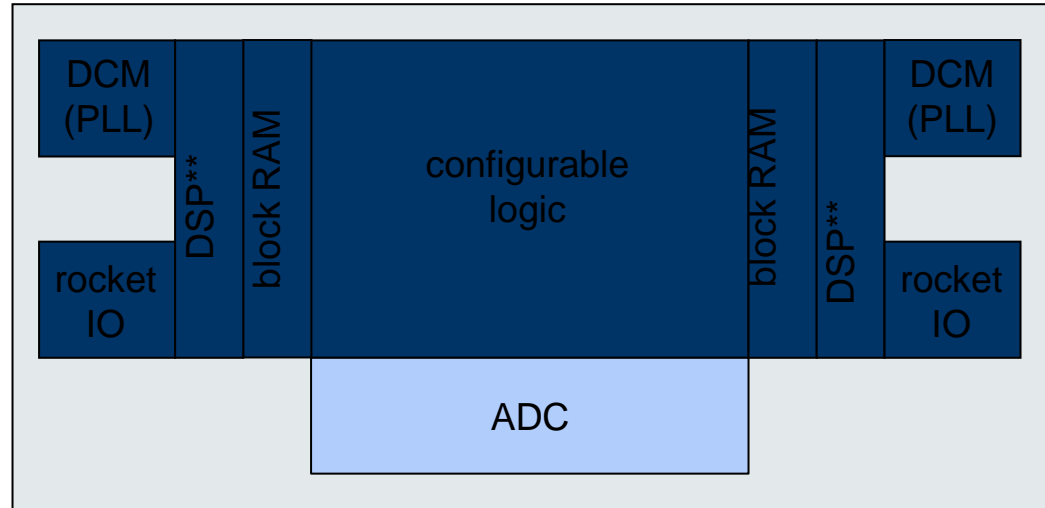 DCM
(PLL)
DSP**
block RAM
configurable
logic
block RAM
DSP**
DCM
(PLL)
rocket
IO
rocket
IO
ADC